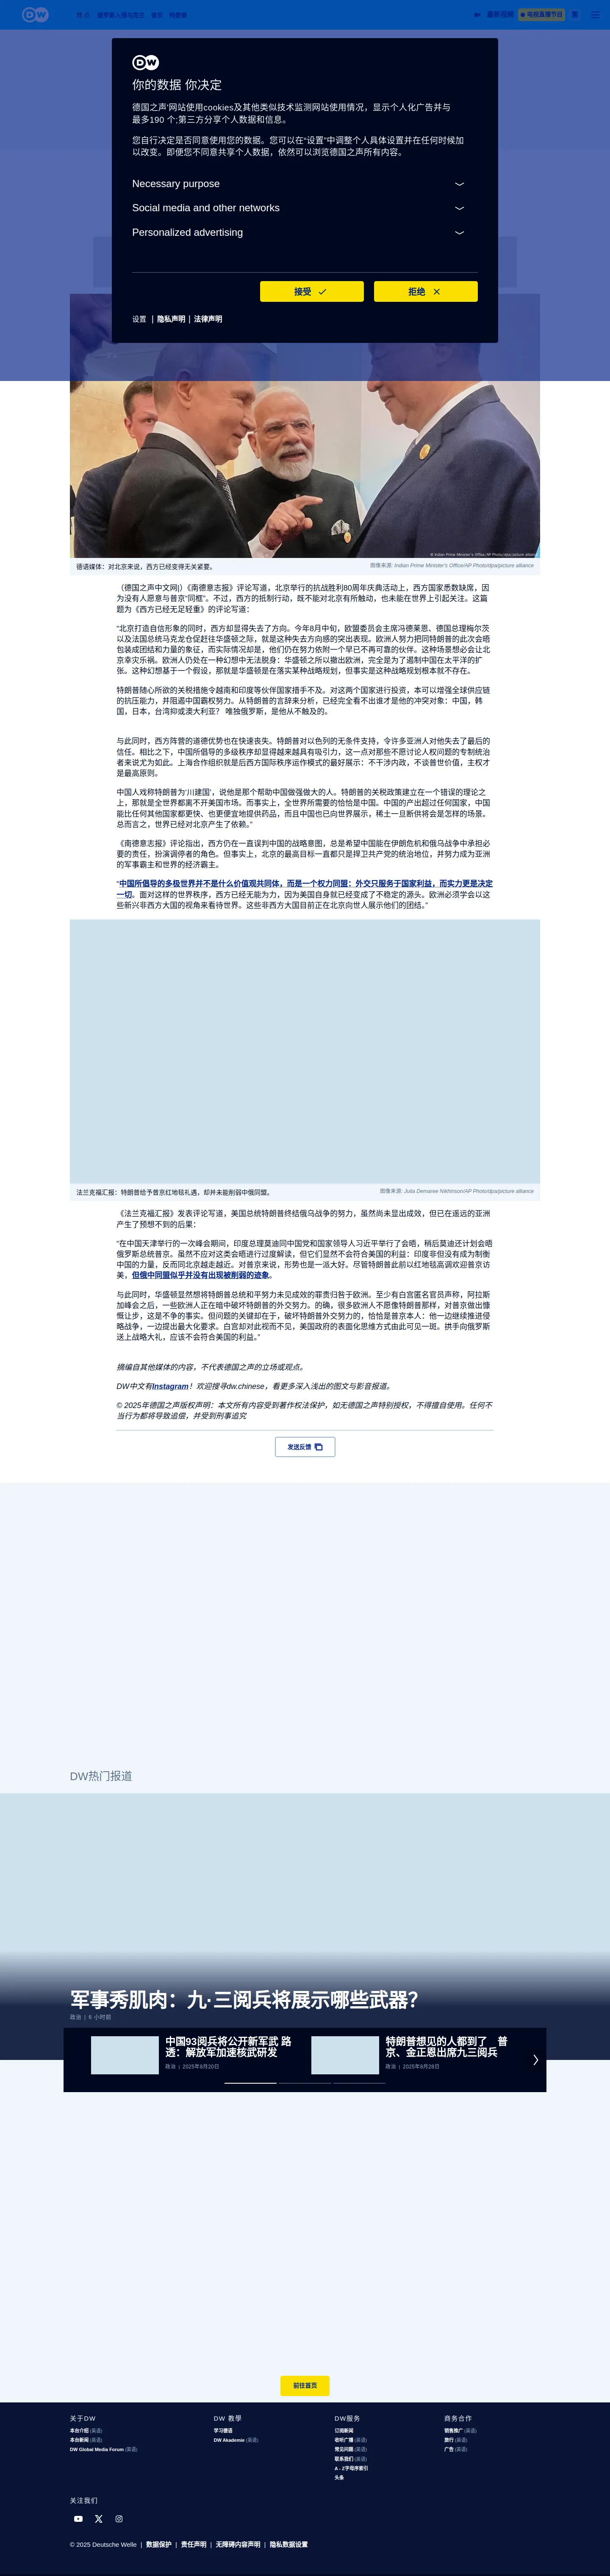 DW
焦 点
俄罗斯入侵乌克兰
普京
特朗普
最新视频
电视直播节目
繁
DW
你的数据 你决定
德国之声'网站使用cookies及其他类似技术监测网站使用情况，显示个人化广告并与
最多190 个;第三方分享个人数据和信息。
您自行决定是否同意使用您的数据。您可以在“设置”中调整个人具体设置并在任何时候加
以改变。即便您不同意共享个人数据，依然可以浏览德国之声所有内容。
Necessary purpose
Social media and other networks
Personalized advertising
接受
拒绝
设置 | 隐私声明 | 法律声明
© Indian Prime Minister's Office/AP Photo/dpa/picture alliance
德语媒体：对北京来说，西方已经变得无关紧要。
图像来源: Indian Prime Minister's Office/AP Photo/dpa/picture alliance
（德国之声中文网|）《南德意志报》评论写道，北京举行的抗战胜利80周年庆典活动上，西方国家悉数缺席，因
为没有人愿意与普京“同框”。不过，西方的抵制行动，既不能对北京有所触动，也未能在世界上引起关注。这篇
题为《西方已经无足轻重》的评论写道：
“北京打造自信形象的同时，西方却显得失去了方向。今年8月中旬，欧盟委员会主席冯德莱恩、德国总理梅尔茨
以及法国总统马克龙仓促赶往华盛顿之际，就是这种失去方向感的突出表现。欧洲人努力把同特朗普的此次会晤
包装成团结和力量的象征，而实际情况却是，他们仍在努力依附一个早已不再可靠的伙伴。这种场景想必会让北
京幸灾乐祸。欧洲人仍处在一种幻想中无法脱身：华盛顿之所以撤出欧洲，完全是为了遏制中国在太平洋的扩
张。这种幻想基于一个假设，那就是华盛顿是在落实某种战略规划，但事实是这种战略规划根本就不存在。
特朗普随心所欲的关税措施令越南和印度等伙伴国家措手不及。对这两个国家进行投资，本可以增强全球供应链
的抗压能力，并阻遏中国霸权努力。从特朗普的言辞来分析，已经完全看不出谁才是他的冲突对象：中国，韩
国，日本，台湾抑或澳大利亚？ 唯独俄罗斯，是他从不触及的。
与此同时，西方阵营的道德优势也在快速丧失。特朗普对以色列的无条件支持，令许多亚洲人对他失去了最后的
信任。相比之下，中国所倡导的多级秩序却显得越来越具有吸引力，这一点对那些不愿讨论人权问题的专制统治
者来说尤为如此。上海合作组织就是后西方国际秩序运作模式的最好展示：不干涉内政，不谈普世价值，主权才
是最高原则。
中国人戏称特朗普为‘川建国’，说他是那个帮助中国做强做大的人。特朗普的关税政策建立在一个错误的理论之
上，那就是全世界都离不开美国市场。而事实上，全世界所需要的恰恰是中国。中国的产出超过任何国家，中国
能比任何其他国家都更快、也更便宜地提供药品，而且中国也已向世界展示，稀土一旦断供将会是怎样的场景。
总而言之，世界已经对北京产生了依赖。”
《南德意志报》评论指出，西方仍在一直误判中国的战略意图，总是希望中国能在伊朗危机和俄乌战争中承担必
要的责任，扮演调停者的角色。但事实上，北京的最高目标一直都只是捍卫共产党的统治地位，并努力成为亚洲
的军事霸主和世界的经济霸主。
“中国所倡导的多极世界并不是什么价值观共同体，而是一个权力同盟：外交只服务于国家利益，而实力更是决定
一切。面对这样的世界秩序，西方已经无能为力，因为美国自身就已经变成了不稳定的源头。欧洲必须学会以这
些新兴非西方大国的视角来看待世界。这些非西方大国目前正在北京向世人展示他们的团结。”
法兰克福汇报：特朗普给予普京红地毯礼遇，却并未能削弱中俄同盟。
图像来源: Julia Demaree Nikhinson/AP Photo/dpa/picture alliance
《法兰克福汇报》发表评论写道，美国总统特朗普终结俄乌战争的努力，虽然尚未显出成效，但已在遥远的亚洲
产生了预想不到的后果：
“在中国天津举行的一次峰会期间，印度总理莫迪同中国党和国家领导人习近平举行了会晤，稍后莫迪还计划会晤
俄罗斯总统普京。虽然不应对这类会晤进行过度解读，但它们显然不会符合美国的利益：印度非但没有成为制衡
中国的力量，反而同北京越走越近。对普京来说，形势也是一派大好。尽管特朗普此前以红地毯高调欢迎普京访
美，但俄中同盟似乎并没有出现被削弱的迹象。
与此同时，华盛顿显然想将特朗普总统和平努力未见成效的罪责归咎于欧洲。至少有白宫匿名官员声称，阿拉斯
加峰会之后，一些欧洲人正在暗中破坏特朗普的外交努力。的确，很多欧洲人不愿像特朗普那样，对普京做出慷
慨让步，这是不争的事实。但问题的关键却在于，破坏特朗普外交努力的，恰恰是普京本人：他一边继续推进侵
略战争，一边提出最大化要求。白宫却对此视而不见，美国政府的表面化思维方式由此可见一斑。拱手向俄罗斯
送上战略大礼，应该不会符合美国的利益。”
摘编自其他媒体的内容，不代表德国之声的立场或观点。
DW中文有Instagram！欢迎搜寻dw.chinese，看更多深入浅出的图文与影音报道。
© 2025年德国之声版权声明：本文所有内容受到著作权法保护，如无德国之声特别授权，不得擅自使用。任何不
当行为都将导致追偿，并受到刑事追究
发送反馈
DW热门报道
军事秀肌肉：九·三阅兵将展示哪些武器？
政治 | 6 小时前
中国93阅兵将公开新军武 路
透：解放军加速核武研发
政治 | 2025年8月20日
特朗普想见的人都到了 普
京、金正恩出席九三阅兵
政治 | 2025年8月28日
前往首页
关于DW
本台介绍 (英语)
本台新闻 (英语)
DW Global Media Forum (英语)
DW 教學
学习德语
DW Akademie (英语)
DW服务
订阅新闻
收听广播 (英语)
常见问题 (英语)
联系我们 (英语)
A - Z字母序索引
头条
商务合作
销售推广 (英语)
旅行 (英语)
广告 (英语)
关注我们
© 2025 Deutsche Welle | 数据保护 | 责任声明 | 无障碍内容声明 | 隐私数据设置